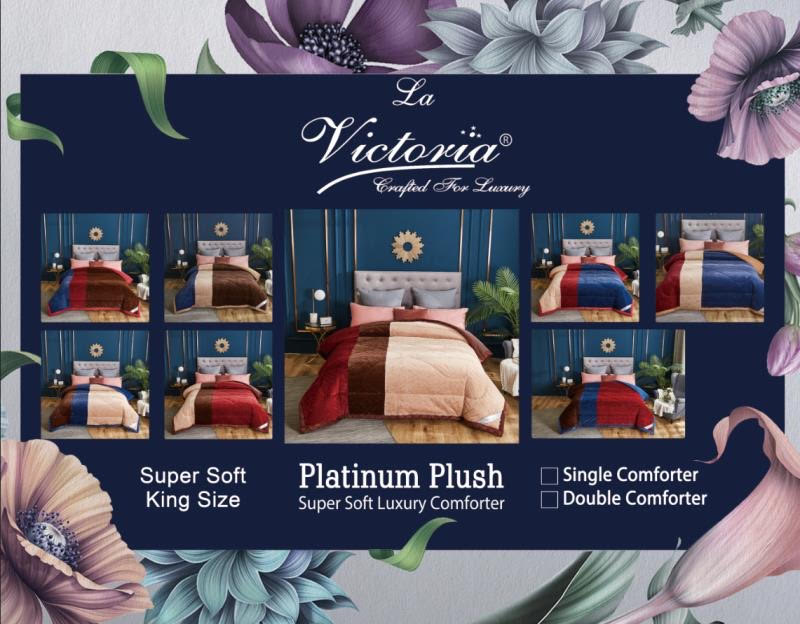 La
Victoria®
Crafted For Luxury
Super Soft
King Size
Platinum Plush
Super Soft Luxury Comforter
Single Comforter
Double Comforter